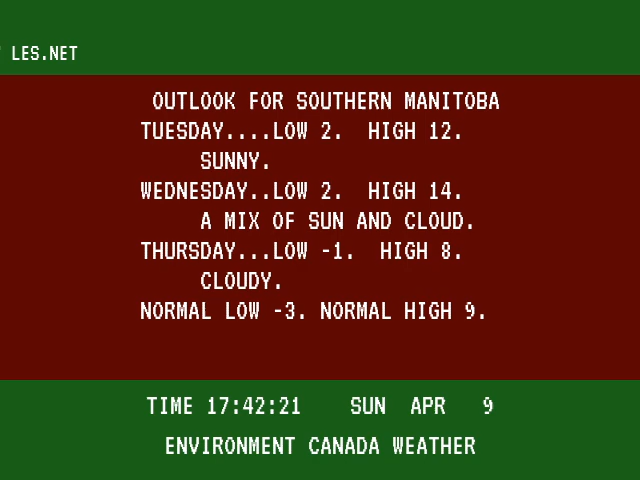 LES.NET
OUTLOOK FOR SOUTHERN MANITOBA
TUESDAY....LOW 2.  HIGH 12.
SUNNY.
WEDNESDAY..LOW 2.  HIGH 14.
A MIX OF SUN AND CLOUD.
THURSDAY...LOW -1.  HIGH 8.
CLOUDY.
NORMAL LOW -3. NORMAL HIGH 9.
TIME 17:42:21    SUN  APR   9
ENVIRONMENT CANADA WEATHER